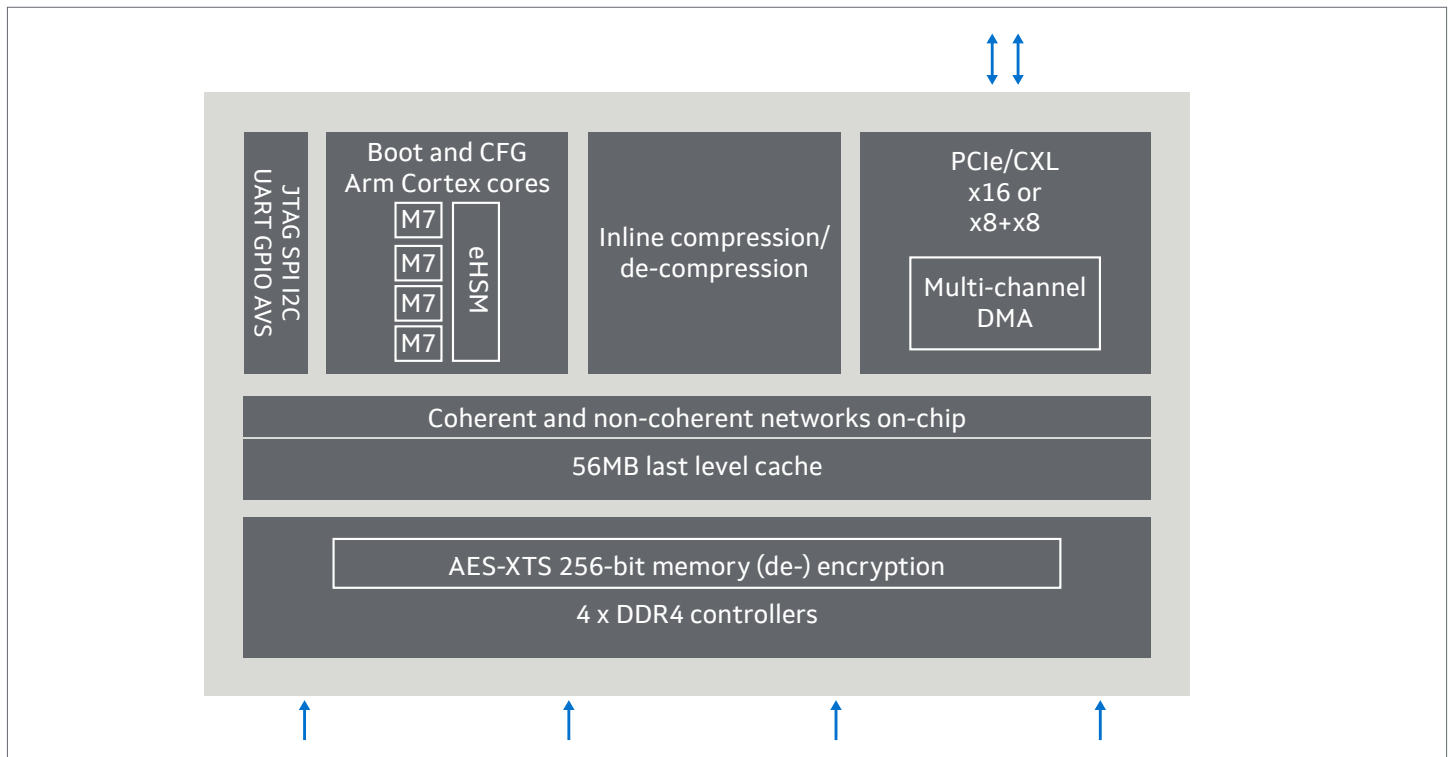 JTAG SPI I2C
UART GPIO AVS
Boot and CFG
Arm Cortex cores
M7
M7
M7
M7
eHSM
Inline compression/
de-compression
PCIe/CXL
x16 or
x8+x8
Multi-channel
DMA
Coherent and non-coherent networks on-chip
56MB last level cache
AES-XTS 256-bit memory (de-) encryption
4 x DDR4 controllers